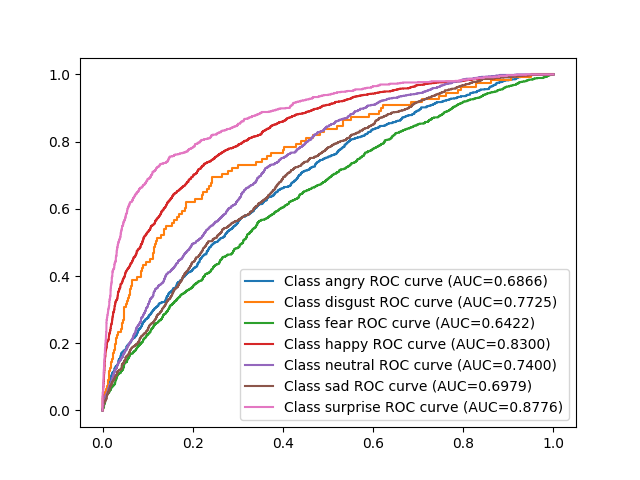 1.0
0.8
0.6
0.4
0.2
0.0
Class angry ROC curve (AUC=0.6866)
Class disgust ROC curve (AUC=0.7725)
Class fear ROC curve (AUC=0.6422)
Class happy ROC curve (AUC=0.8300)
Class neutral ROC curve (AUC=0.7400)
Class sad ROC curve (AUC=0.6979)
Class surprise ROC curve (AUC=0.8776)
0.0 0.2 0.4 0.6 0.8 1.0